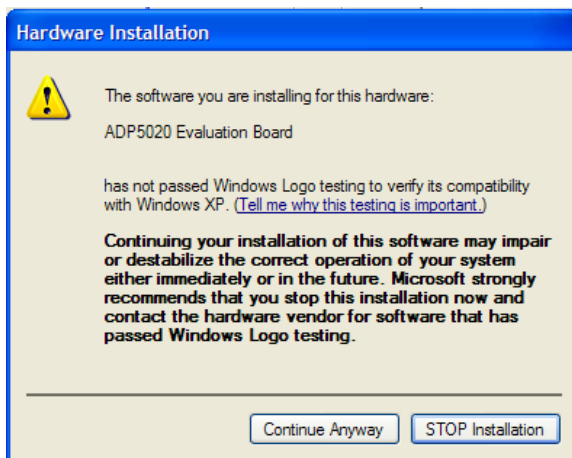 Hardware Installation
The software you are installing for this hardware:
ADP5020 Evaluation Board
has not passed Windows Logo testing to verify its compatibility
with Windows XP. (Tell me why this testing is important.)
Continuing your installation of this software may impair
or destabilize the correct operation of your system
either immediately or in the future. Microsoft strongly
recommends that you stop this installation now and
contact the hardware vendor for software that has
passed Windows Logo testing.
Continue Anyway
STOP Installation